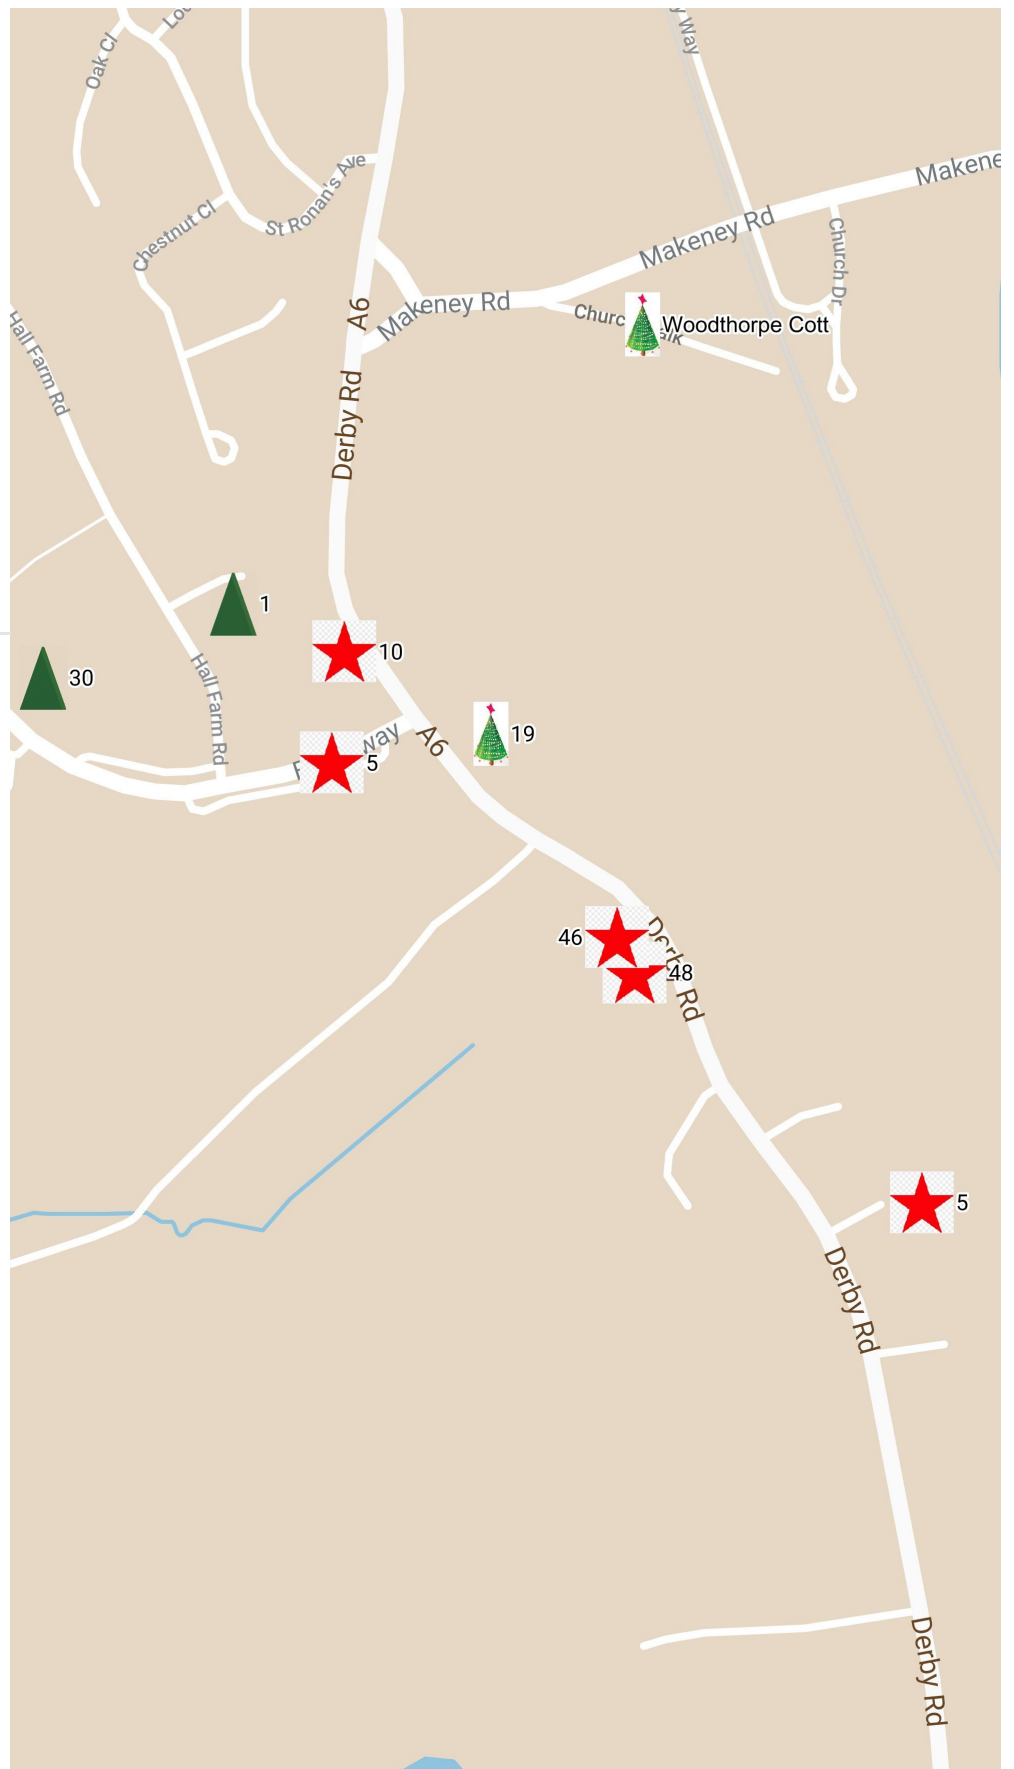 Oak Cl
y Way
St Ronan's Ave
Makene
Chestnut Cl
Makeney Rd
Church Dr
A6
Makeney Rd
Woodthorpe Cott
Hall Farm Rd
Derby Rd
1
10
30
Hall Farm Rd
19
A6
5
46
48
Derby Rd
5
Derby Rd
Derby Rd